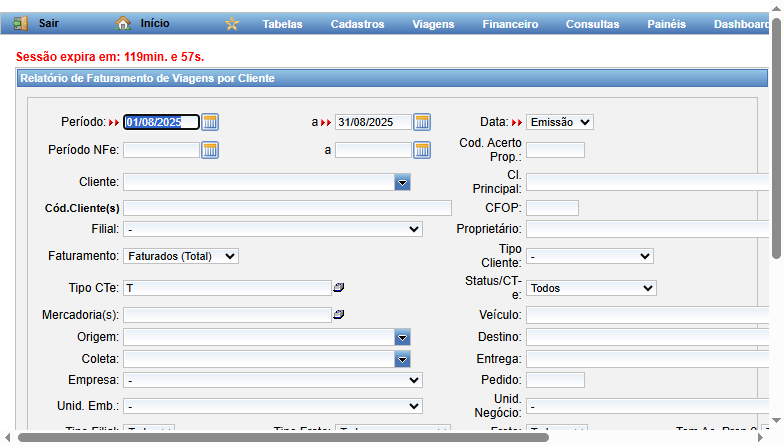 Sair Início Tabelas Cadastros Viagens Financeiro Consultas Painéis Dashboard
Sessão expira em: 119min. e 57s.
Relatório de Faturamento de Viagens por Cliente
Período: 01/08/2025 a 31/08/2025 Data: Emissão
Período NFe: a Cod. Acerto Prop.:
Cliente: Cl. Principal:
Cód.Cliente(s) CFOP:
Filial: - Proprietário:
Faturamento: Faturados (Total) Tipo Cliente: -
Tipo CTe: T Status/CT-e: Todos
Mercadoria(s): Veículo:
Origem: Destino:
Coleta: Entrega:
Empresa: - Pedido:
Unid. Emb.: - Unid. Negócio: -